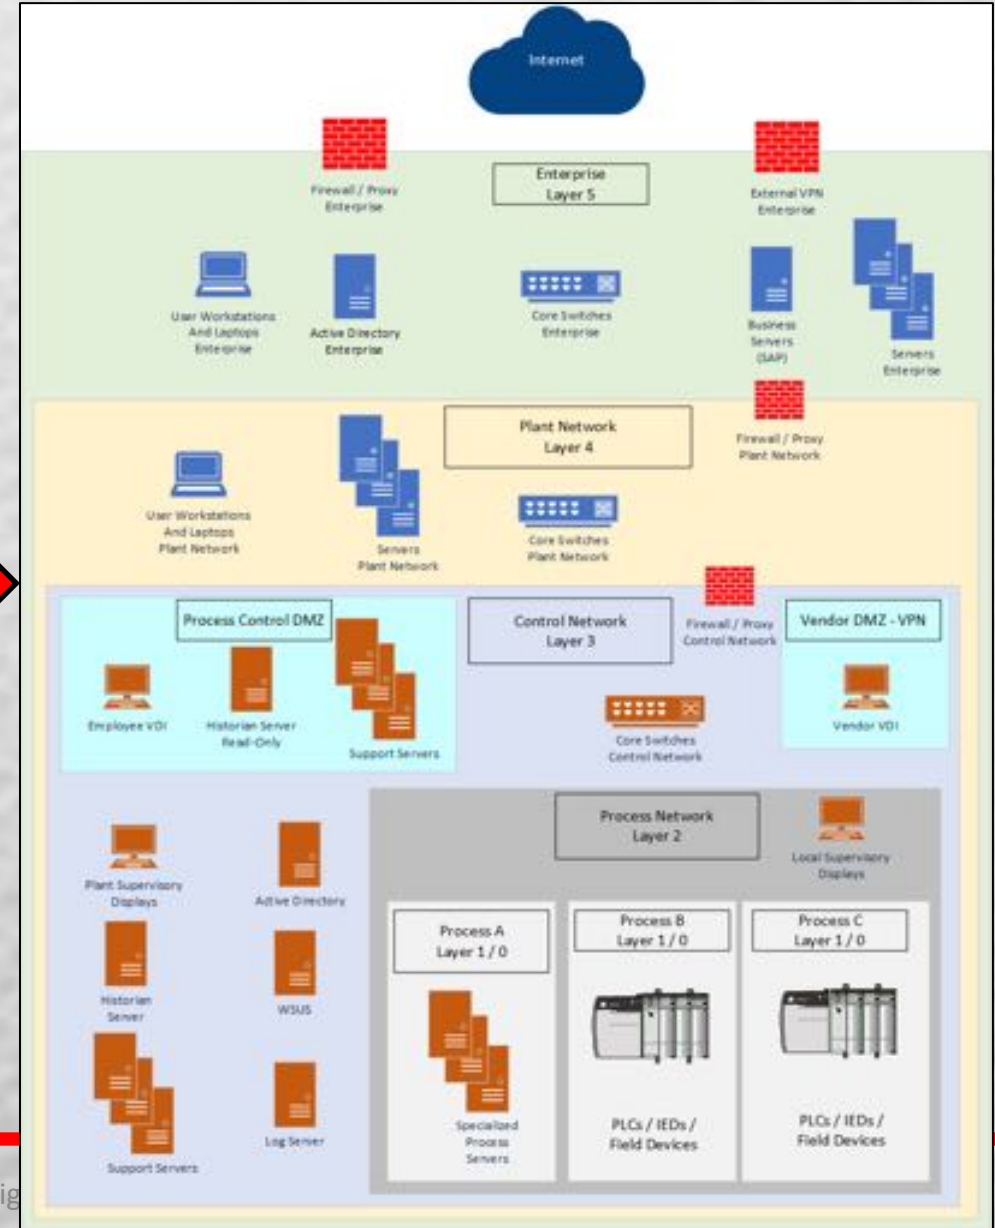 Internet
Firewall / Proxy
Enterprise
Enterprise
Layer 5
External VPN
Enterprise
User Workstations
And Laptops
Enterprise
Active Directory
Enterprise
Core Switches
Enterprise
Business
Servers
(SAP)
Servers
Enterprise
Plant Network
Layer 4
Firewall / Proxy
Plant Network
User Workstations
And Laptops
Plant Network
Servers
Plant Network
Core Switches
Plant Network
Process Control DMZ
Control Network
Layer 3
Firewall / Proxy
Control Network
Vendor DMZ - VPN
Employee VDI
Historian Server
Read-Only
Support Servers
Core Switches
Control Network
Vendor VDI
Process Network
Layer 2
Local Supervisory
Displays
Plant Supervisory
Displays
Active Directory
Process A
Layer 1 / 0
Process B
Layer 1 / 0
Process C
Layer 1 / 0
Historian
Server
WSUS
Support Servers
Log Server
Specialized
Process
Servers
PLCs / IEDs /
Field Devices
PLCs / IEDs /
Field Devices